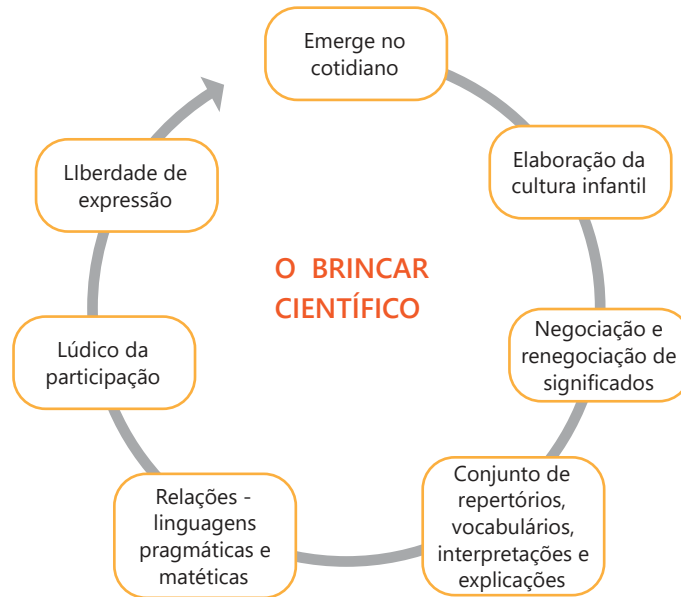 Emerge no
cotidiano
Elaboração da
cultura infantil
Negociação e
renegociação de
significados
Conjunto de
repertórios,
vocabulários,
interpretações e
explicações
Relações -
linguagens
pragmáticas e
matéticas
Lúdico da
participação
LIberdade de
expressão
O BRINCAR
CIENTÍFICO